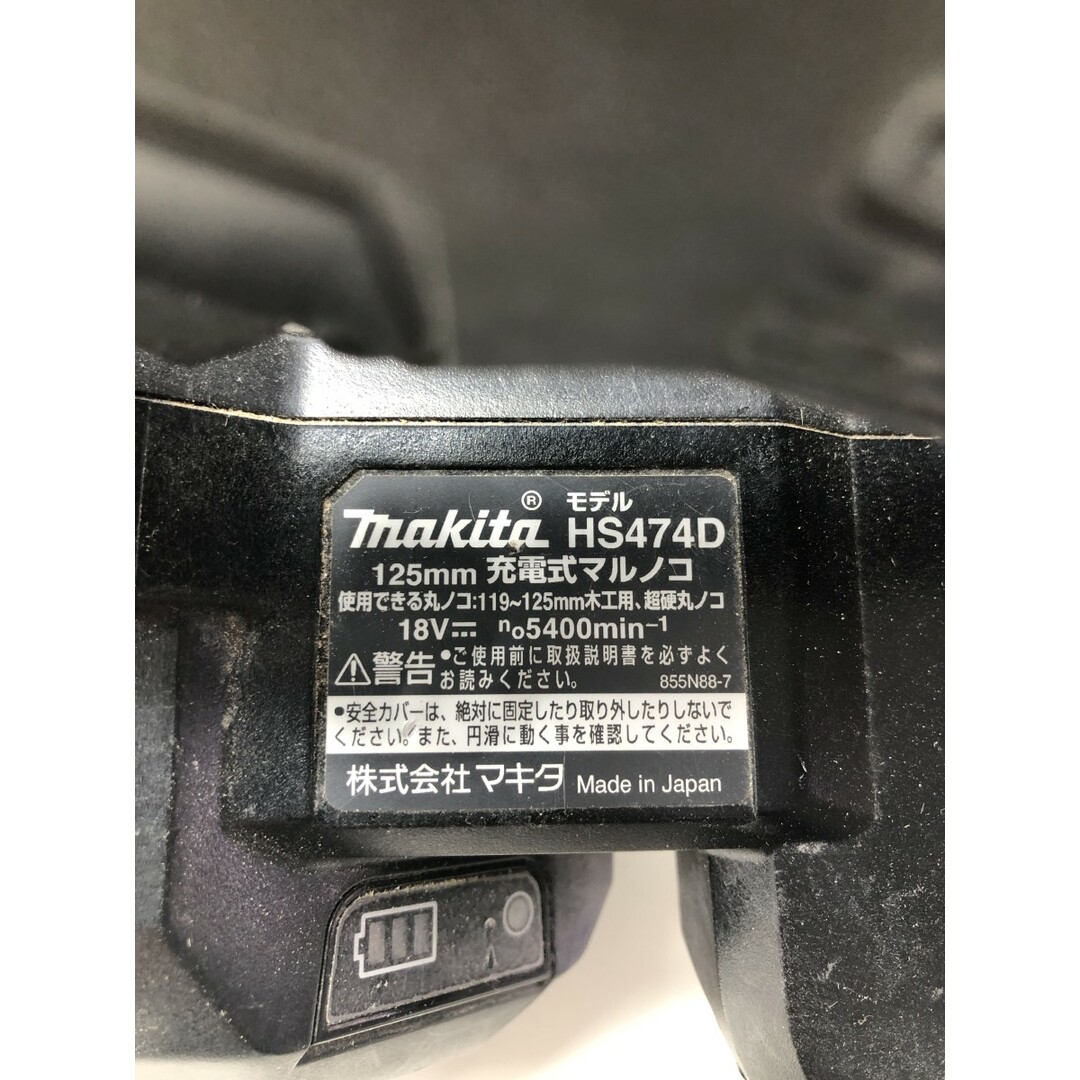 makita® モデル HS474D
125mm 充電式マルノコ
使用できる丸ノコ:119~125mm木工用、超硬丸ノコ
18V⎓ n₀5400min⁻¹
⚠警告 •ご使用前に取扱説明書を必ずよく
お読みください。 855N88-7
•安全カバーは、絶対に固定したり取り外したりしないで
ください。また、円滑に動く事を確認してください。
株式会社マキタ Made in Japan